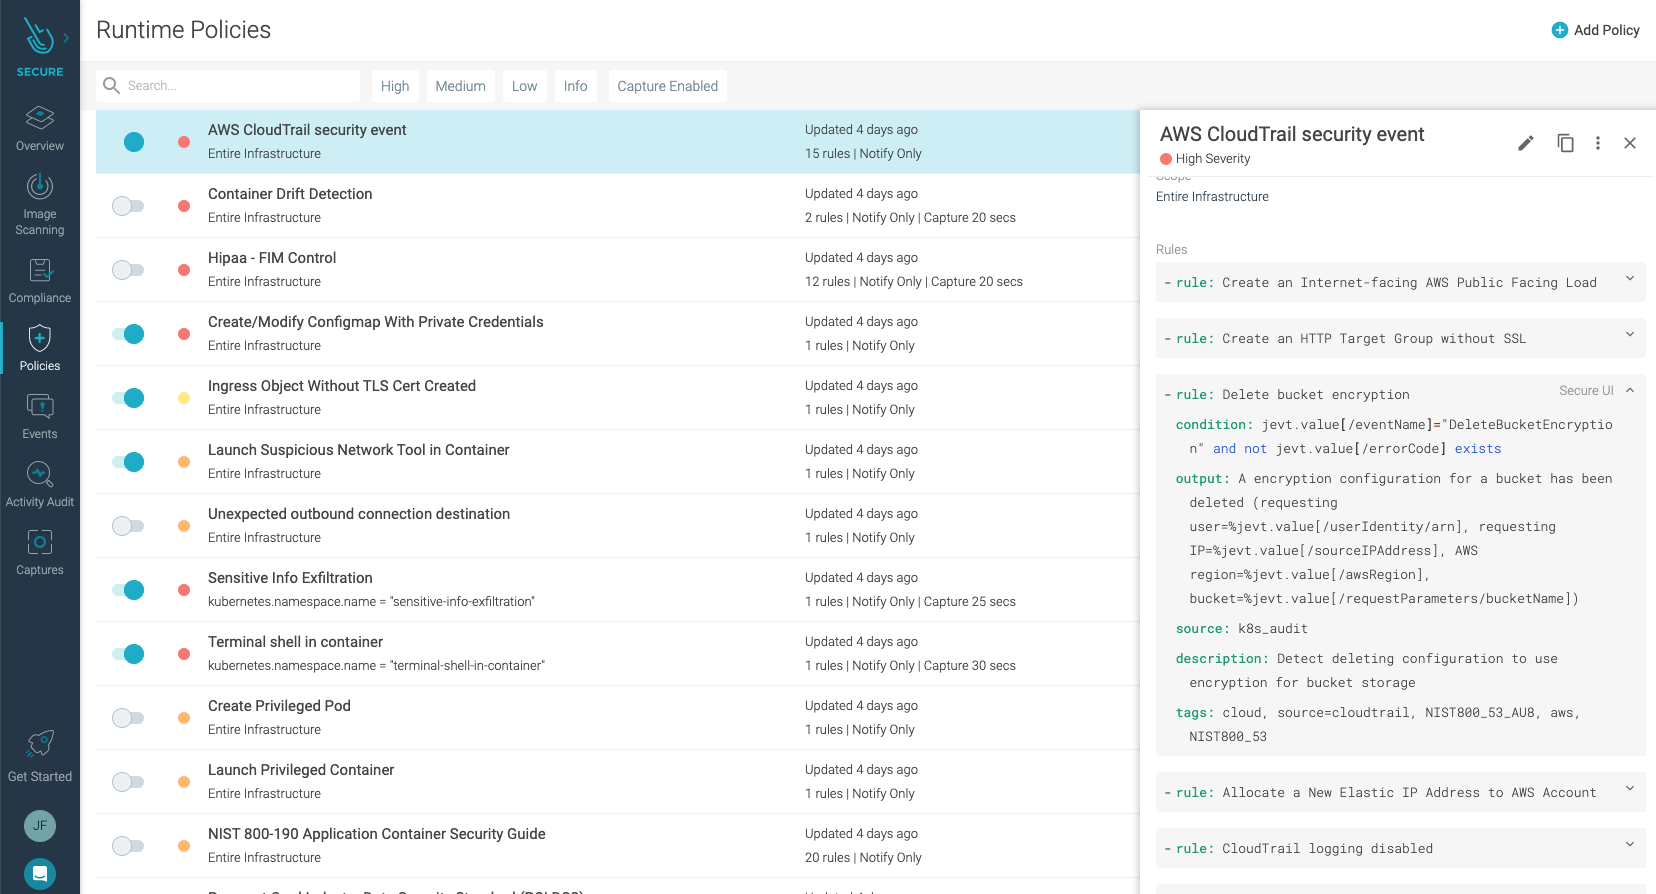 SECURE
Overview
Image
Scanning
Compliance
Policies
Events
Activity Audit
Captures
Get Started
JF
Runtime Policies
Add Policy
Search...
High
Medium
Low
Info
Capture Enabled
AWS CloudTrail security event
Updated 4 days ago
Entire Infrastructure
15 rules | Notify Only
Container Drift Detection
Updated 4 days ago
Entire Infrastructure
2 rules | Notify Only | Capture 20 secs
Hipaa - FIM Control
Updated 4 days ago
Entire Infrastructure
12 rules | Notify Only | Capture 20 secs
Create/Modify Configmap With Private Credentials
Updated 4 days ago
Entire Infrastructure
1 rules | Notify Only
Ingress Object Without TLS Cert Created
Updated 4 days ago
Entire Infrastructure
1 rules | Notify Only
Launch Suspicious Network Tool in Container
Updated 4 days ago
Entire Infrastructure
1 rules | Notify Only
Unexpected outbound connection destination
Updated 4 days ago
Entire Infrastructure
1 rules | Notify Only
Sensitive Info Exfiltration
Updated 4 days ago
kubernetes.namespace.name = "sensitive-info-exfiltration"
1 rules | Notify Only | Capture 25 secs
Terminal shell in container
Updated 4 days ago
kubernetes.namespace.name = "terminal-shell-in-container"
1 rules | Notify Only | Capture 30 secs
Create Privileged Pod
Updated 4 days ago
Entire Infrastructure
1 rules | Notify Only
Launch Privileged Container
Updated 4 days ago
Entire Infrastructure
1 rules | Notify Only
NIST 800-190 Application Container Security Guide
Updated 4 days ago
Entire Infrastructure
20 rules | Notify Only
AWS CloudTrail security event
High Severity
Scope
Entire Infrastructure
Rules
- rule: Create an Internet-facing AWS Public Facing Load
- rule: Create an HTTP Target Group without SSL
- rule: Delete bucket encryption
Secure UI
condition: jevt.value[/eventName]="DeleteBucketEncryptio
n" and not jevt.value[/errorCode] exists
output: A encryption configuration for a bucket has been
deleted (requesting
user=%jevt.value[/userIdentity/arn], requesting
IP=%jevt.value[/sourceIPAddress], AWS
region=%jevt.value[/awsRegion],
bucket=%jevt.value[/requestParameters/bucketName])
source: k8s_audit
description: Detect deleting configuration to use
encryption for bucket storage
tags: cloud, source=cloudtrail, NIST800_53_AU8, aws,
NIST800_53
- rule: Allocate a New Elastic IP Address to AWS Account
- rule: CloudTrail logging disabled